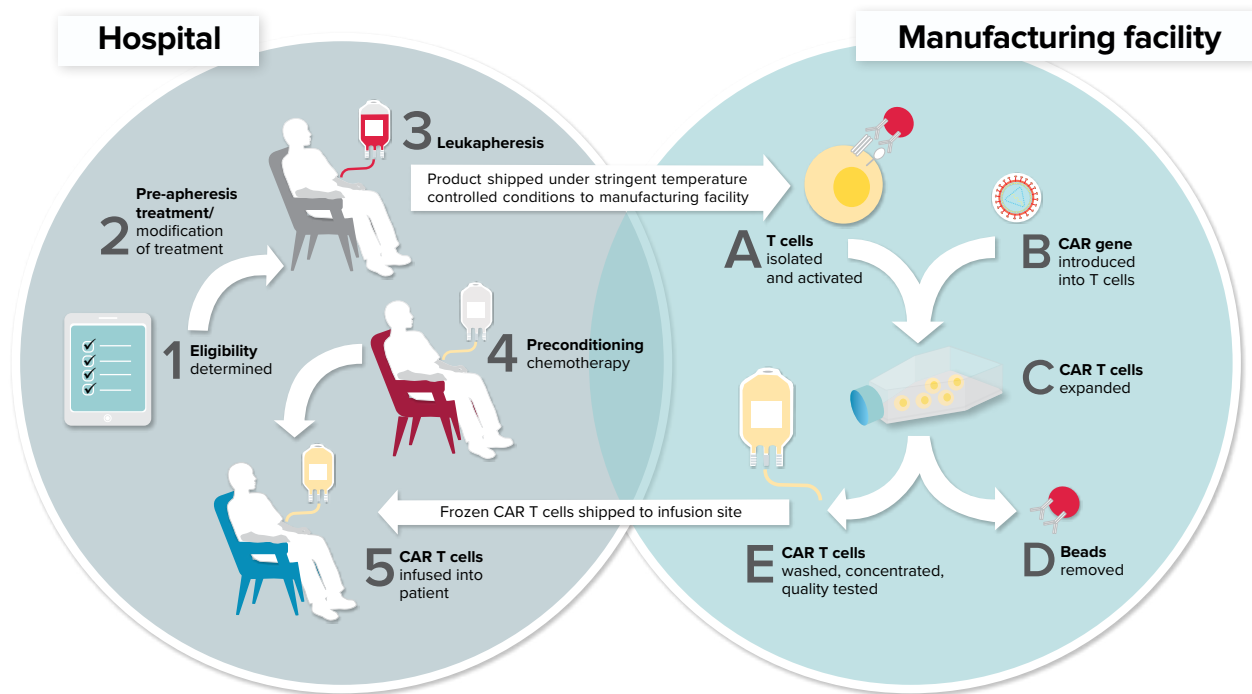 Hospital
Manufacturing facility
3 Leukapheresis
Product shipped under stringent temperature
controlled conditions to manufacturing facility
2 Pre-apheresis
treatment/
modification
of treatment
1 Eligibility
determined
4 Preconditioning
chemotherapy
5 CAR T cells
infused into
patient
A T cells
isolated
and activated
B CAR gene
introduced
into T cells
C CAR T cells
expanded
D Beads
removed
E CAR T cells
washed, concentrated,
quality tested
Frozen CAR T cells shipped to infusion site